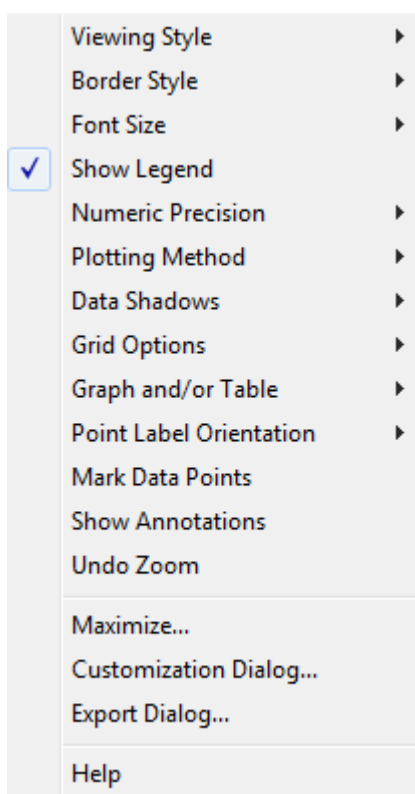 Viewing Style
Border Style
Font Size
Show Legend
Numeric Precision
Plotting Method
Data Shadows
Grid Options
Graph and/or Table
Point Label Orientation
Mark Data Points
Show Annotations
Undo Zoom
Maximize...
Customization Dialog...
Export Dialog...
Help